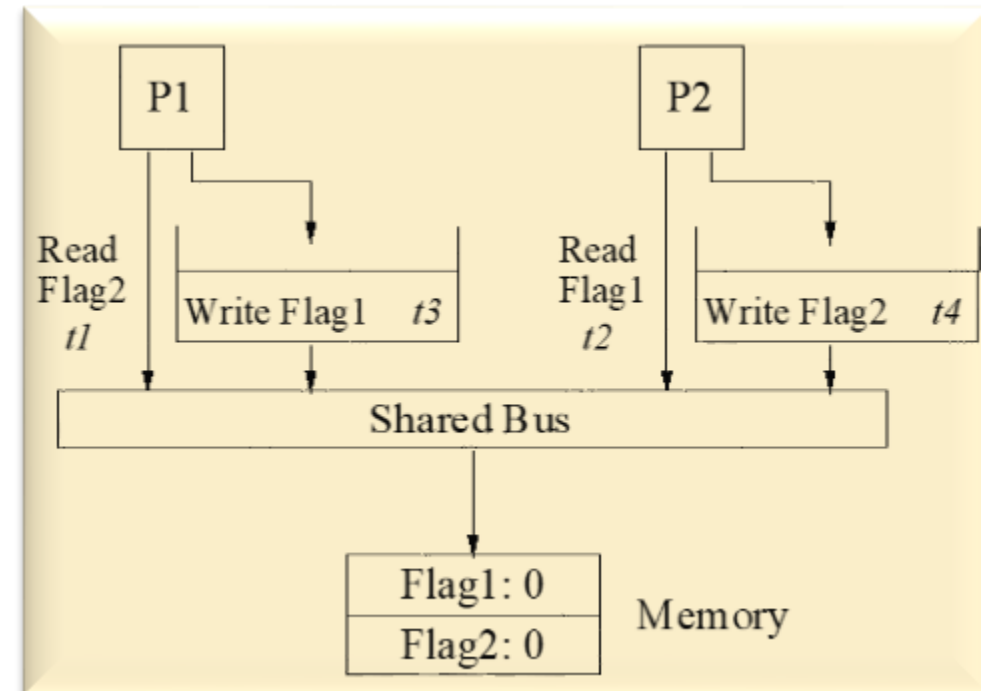 P1
P2
Read
Flag2
t1
Write Flag1 t3
Read
Flag1
t2
Write Flag2 t4
Shared Bus
Flag1: 0
Flag2: 0
Memory